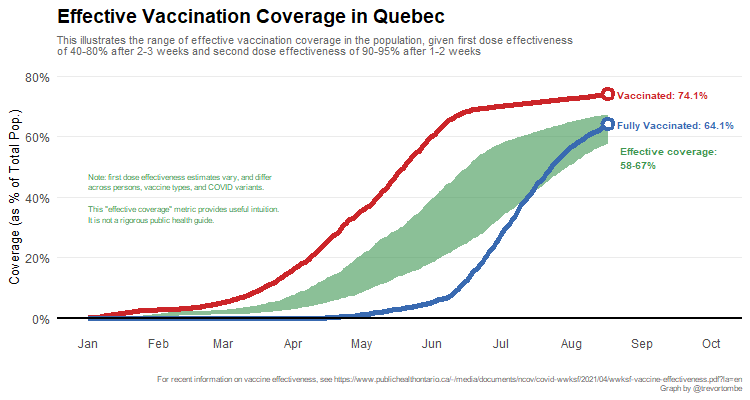 Effective Vaccination Coverage in Quebec
This illustrates the range of effective vaccination coverage in the population, given first dose effectiveness
of 40-80% after 2-3 weeks and second dose effectiveness of 90-95% after 1-2 weeks
Coverage (as % of Total Pop.)
80%
60%
40%
20%
0%
Vaccinated: 74.1%
Fully Vaccinated: 64.1%
Effective coverage:
58-67%
Note: first dose effectiveness estimates vary, and differ
across persons, vaccine types, and COVID variants.
This "effective coverage" metric provides useful intuition.
It is not a rigorous public health guide.
Jan Feb Mar Apr May Jun Jul Aug Sep Oct
For recent information on vaccine effectiveness, see https://www.publichealthontario.ca/-/media/documents/ncov/covid-wwksf/2021/04/wwksf-vaccine-effectiveness.pdf?la=en
Graph by @trevortombe